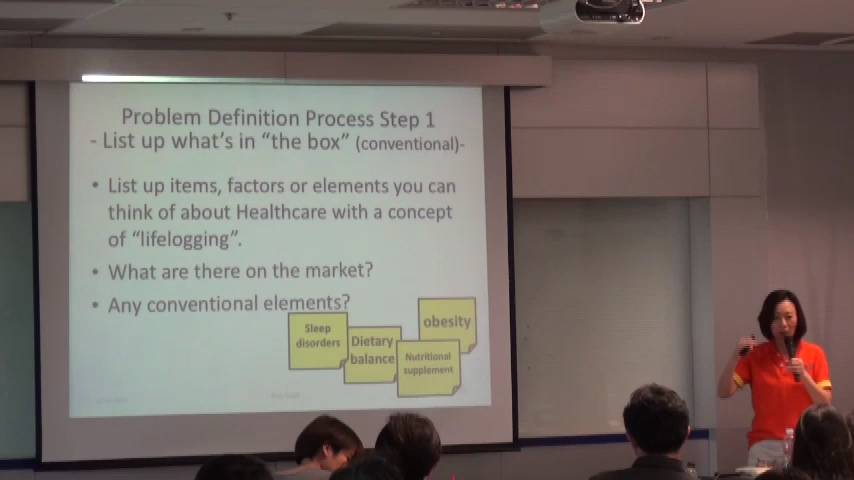 Problem Definition Process Step 1
- List up what's in "the box" (conventional)-
• List up items, factors or elements you can
think of about Healthcare with a concept
of "lifelogging".
• What are there on the market?
• Any conventional elements?
Sleep
disorders
Dietary
balance
Nutritional
supplement
obesity